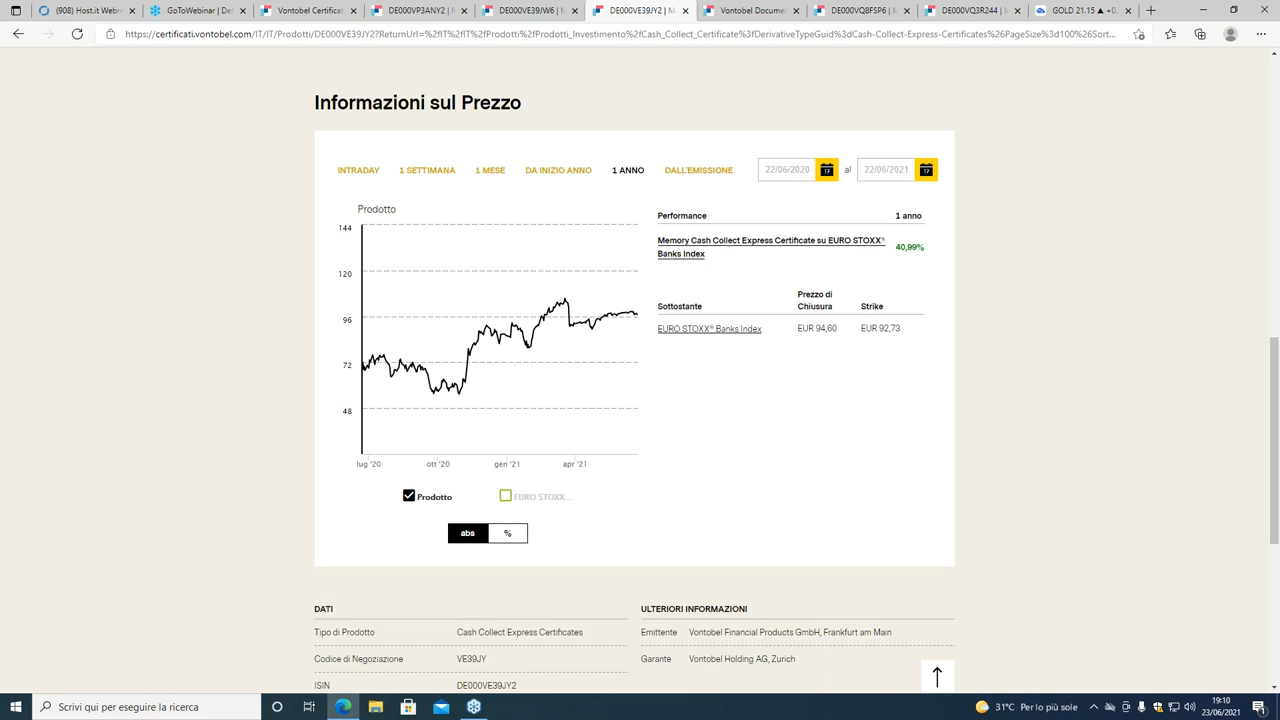 (908) Host.it Webm
GoToWebinar | Det
Vontobel Certificat
DE000VP3ANY2 | M
DE000VE39JW6 | M
DE000VE39JY2 | M
Vontobel Documen
DE000VQ8FSP6 | M
DE000VQ3R244 | M
GOLD 21.15 ▲ +0.
https://certificati.vontobel.com/IT/IT/Prodotti/DE000VE39JY2?ReturnUrl=%2fIT%2fIT%2fProdotti%2fProdotti_Investimento%2fCash_Collect_Certificate%3fDerivativeTypeGuid%3dCash-Collect-Express-Certificates%26PageSize%3d100%26Sort...
Informazioni sul Prezzo
INTRADAY 1 SETTIMANA 1 MESE DA INIZIO ANNO 1 ANNO DALL'EMISSIONE 22/06/2020 17 al 22/06/2021 17
Prodotto
144
120
96
72
48
lug '20 ott '20 gen '21 apr '21
Prodotto EURO STOXX...
abs %
Performance 1 anno
Memory Cash Collect Express Certificate su EURO STOXX®
Banks Index 40,99%
Sottostante Prezzo di Chiusura Strike
EURO STOXX® Banks Index EUR 94,60 EUR 92,73
DATI
Tipo di Prodotto Cash Collect Express Certificates
Codice di Negoziazione VE39JY
ISIN DE000VE39JY2
ULTERIORI INFORMAZIONI
Emittente Vontobel Financial Products GmbH, Frankfurt am Main
Garante Vontobel Holding AG, Zurich
Scrivi qui per eseguire la ricerca
31°C Per lo più sole
19:10
23/06/2021
1